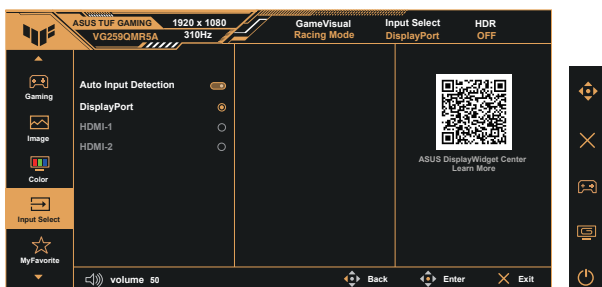 ASUS TUF GAMING 1920 x 1080
VG259QMR5A 310Hz
GameVisual
Racing Mode
Input Select
DisplayPort
HDR
OFF
Gaming
Image
Color
Input Select
MyFavorite
Auto Input Detection
DisplayPort
HDMI-1
HDMI-2
ASUS DisplayWidget Center
Learn More
volume 50
Back
Enter
Exit